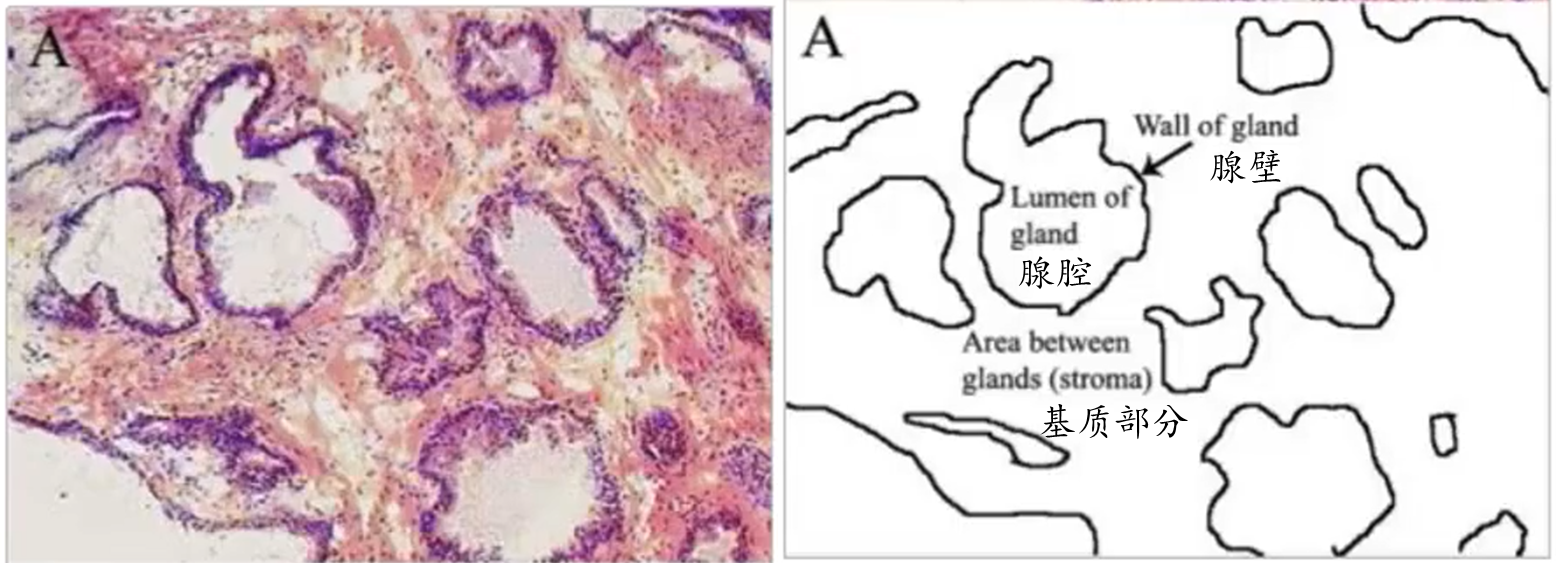 A
A
Wall of gland
腺壁
Lumen of
gland
腺腔
Area between
glands (stroma)
基质部分